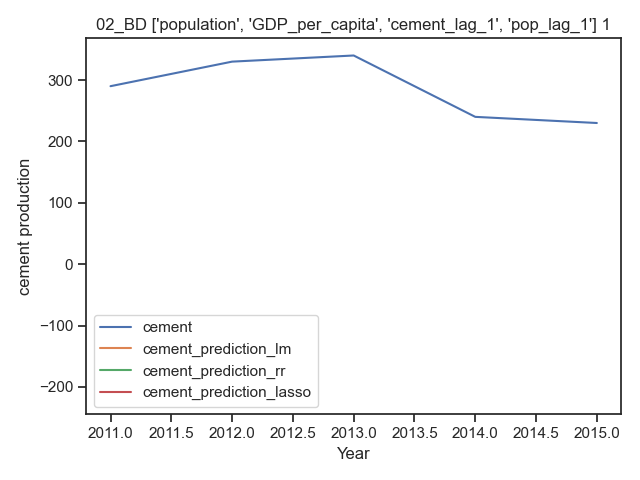 02_BD ['population', 'GDP_per_capita', 'cement_lag_1', 'pop_lag_1'] 1
300
200
100
0
−100
−200
cement production
cement
cement_prediction_lm
cement_prediction_rr
cement_prediction_lasso
2011.0 2011.5 2012.0 2012.5 2013.0 2013.5 2014.0 2014.5 2015.0
Year